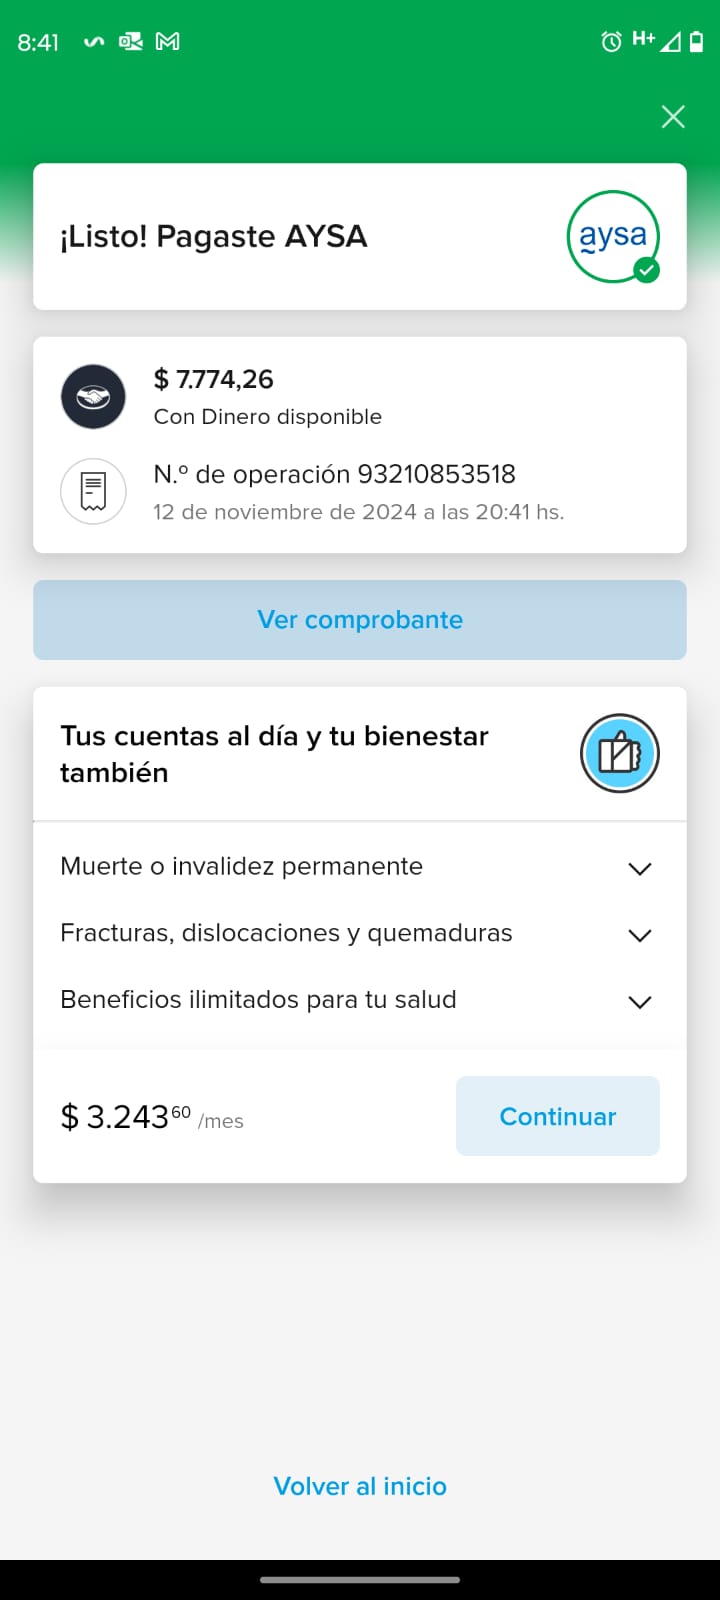 8:41
H+
¡Listo! Pagaste AYSA
aysa
$ 7.774,26
Con Dinero disponible
N.º de operación 93210853518
12 de noviembre de 2024 a las 20:41 hs.
Ver comprobante
Tus cuentas al día y tu bienestar
también
Muerte o invalidez permanente
Fracturas, dislocaciones y quemaduras
Beneficios ilimitados para tu salud
$ 3.243 60 /mes
Continuar
Volver al inicio